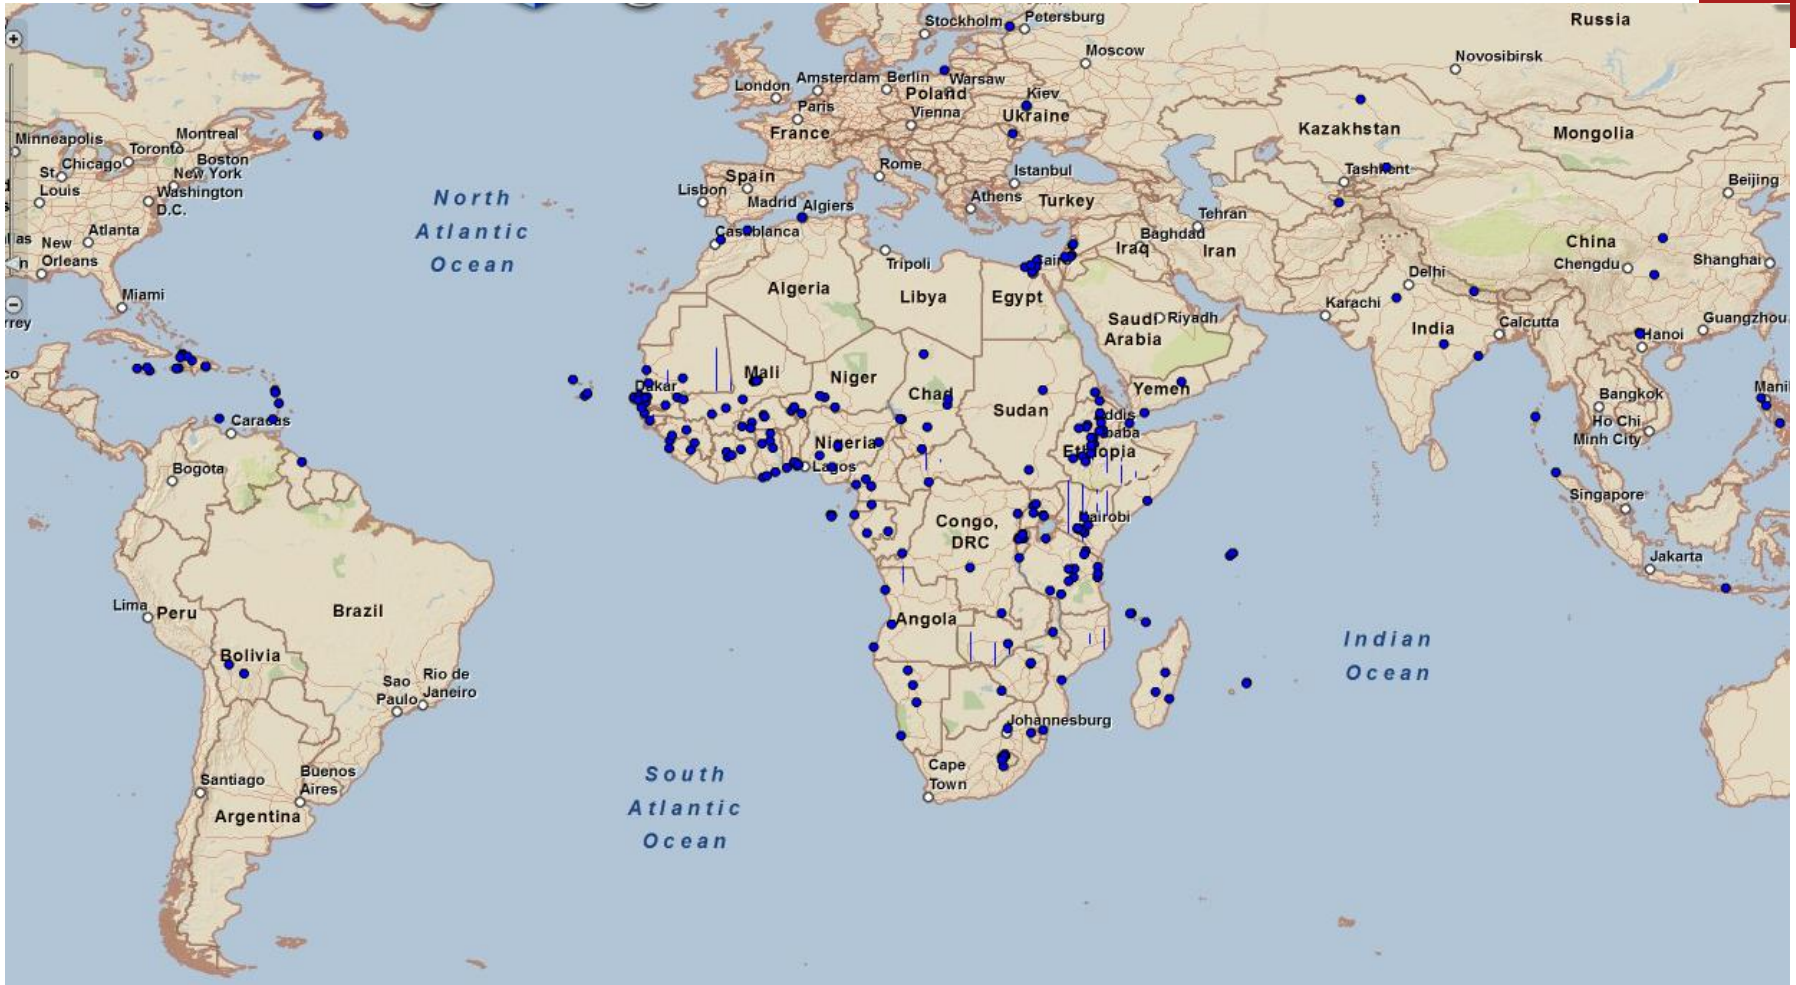 Stockholm
Petersburg
Russia
Moscow
Novosibirsk
Amsterdam
Berlin
Warsaw
London
Poland
Kiev
Paris
Vienna
Ukraine
France
Kazakhstan
Mongolia
Minneapolis
Montreal
Toronto
Chicago
Boston
St.
Louis
New York
Washington
D.C.
Rome
Istanbul
Tashkent
Beijing
Spain
Lisbon
Madrid
Algiers
Athens
Turkey
Tehran
North
Atlantic
Ocean
Atlanta
New
Orleans
Casablanca
Tripoli
Cairo
Baghdad
Iraq
Iran
China
Chengdu
Shanghai
Miami
Algeria
Libya
Egypt
Delhi
Karachi
Saudi
Arabia
Riyadh
India
Calcutta
Guangzhou
Hanoi
rrey
Dakar
Mali
Niger
Chad
Sudan
Yemen
Bangkok
Ho Chi
Minh City
Caracas
Addis
Ababa
Nigeria
Lagos
Ethiopia
Bogota
Singapore
Congo,
DRC
Nairobi
Jakarta
Lima
Peru
Brazil
Angola
Indian
Ocean
Bolivia
Sao
Paulo
Rio de
Janeiro
Johannesburg
Cape
Town
South
Atlantic
Ocean
Santiago
Buenos
Aires
Argentina